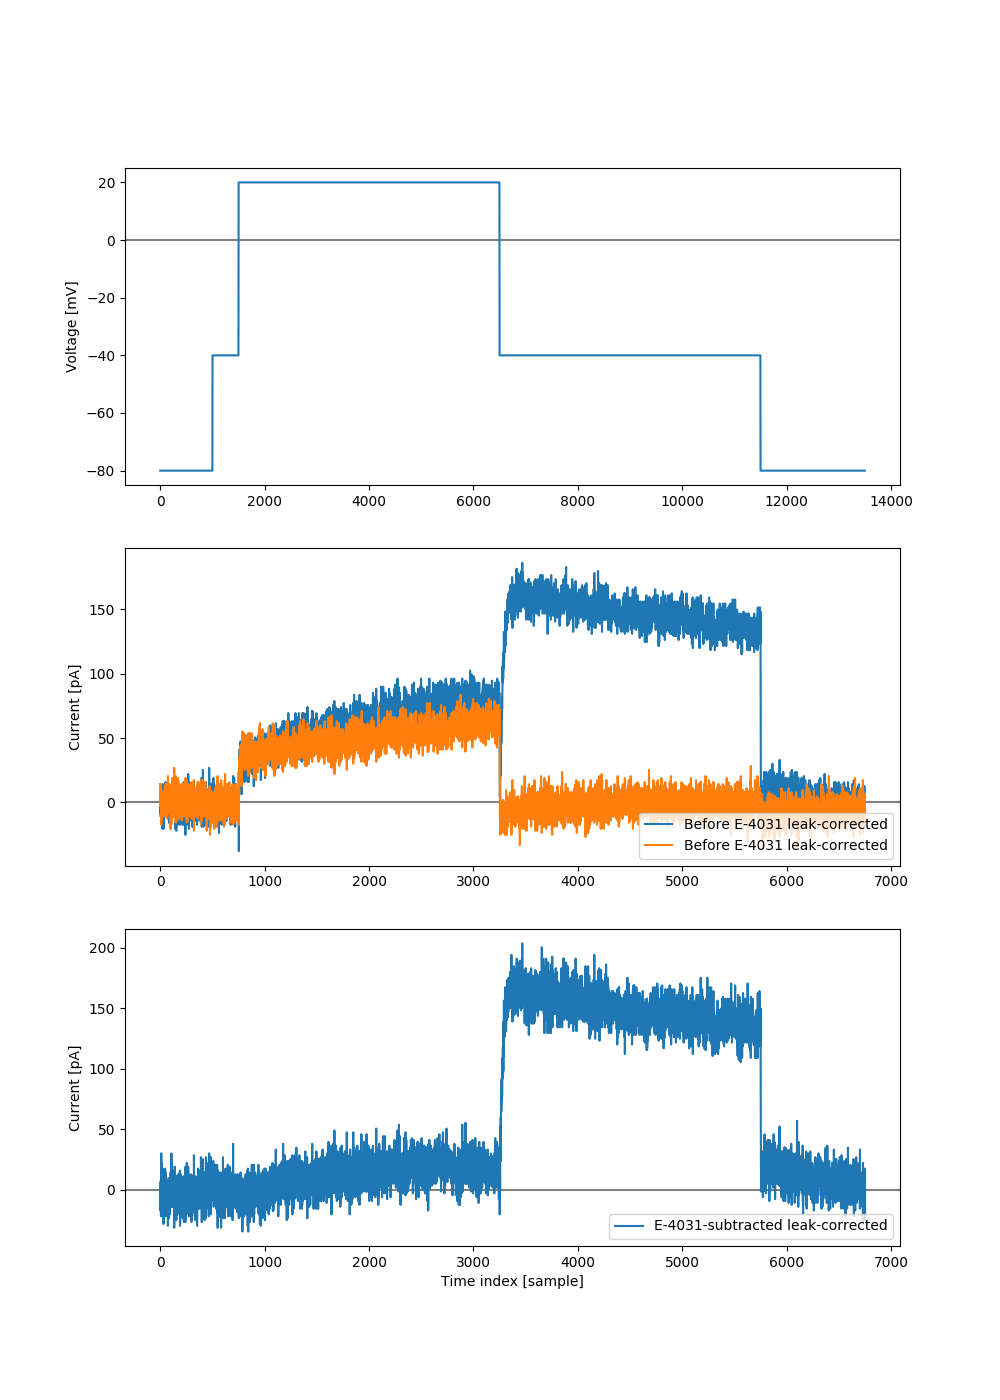 20
0
−20
−40
−60
−80
Voltage [mV]
0 2000 4000 6000 8000 10000 12000 14000
150
100
50
0
Current [pA]
Before E-4031 leak-corrected
Before E-4031 leak-corrected
0 1000 2000 3000 4000 5000 6000 7000
200
150
100
50
0
Current [pA]
E-4031-subtracted leak-corrected
0 1000 2000 3000 4000 5000 6000 7000
Time index [sample]